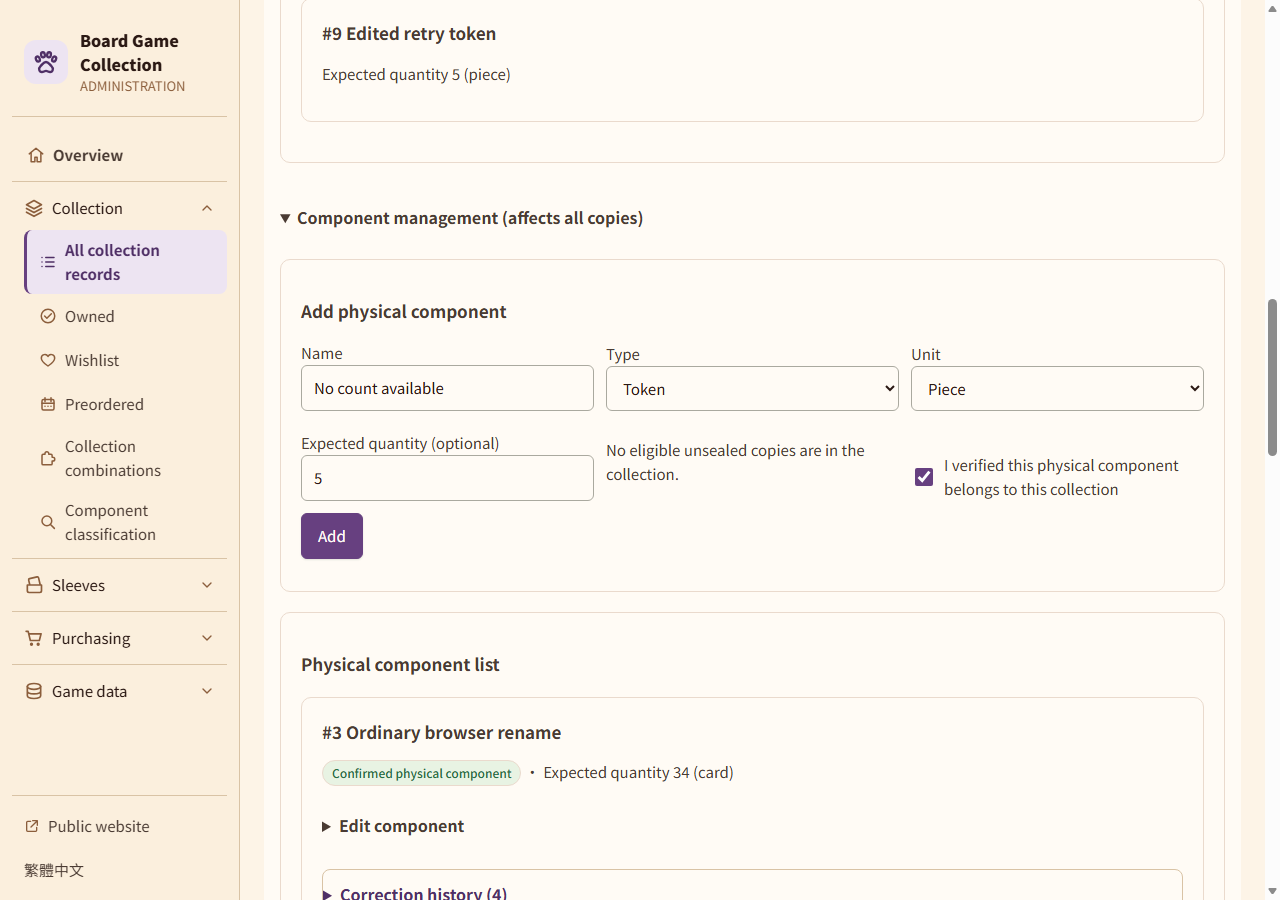 Board Game
Collection
ADMINISTRATION
Overview
Collection
All collection
records
Owned
Wishlist
Preordered
Collection
combinations
Component
classification
Sleeves
Purchasing
Game data
Public website
繁體中文
#9 Edited retry token
Expected quantity 5 (piece)
Component management (affects all copies)
Add physical component
Name
Type
Unit
No count available
Token
Piece
Expected quantity (optional)
5
No eligible unsealed copies are in the
collection.
I verified this physical component
belongs to this collection
Add
Physical component list
#3 Ordinary browser rename
Confirmed physical component · Expected quantity 34 (card)
Edit component
Correction history (4)